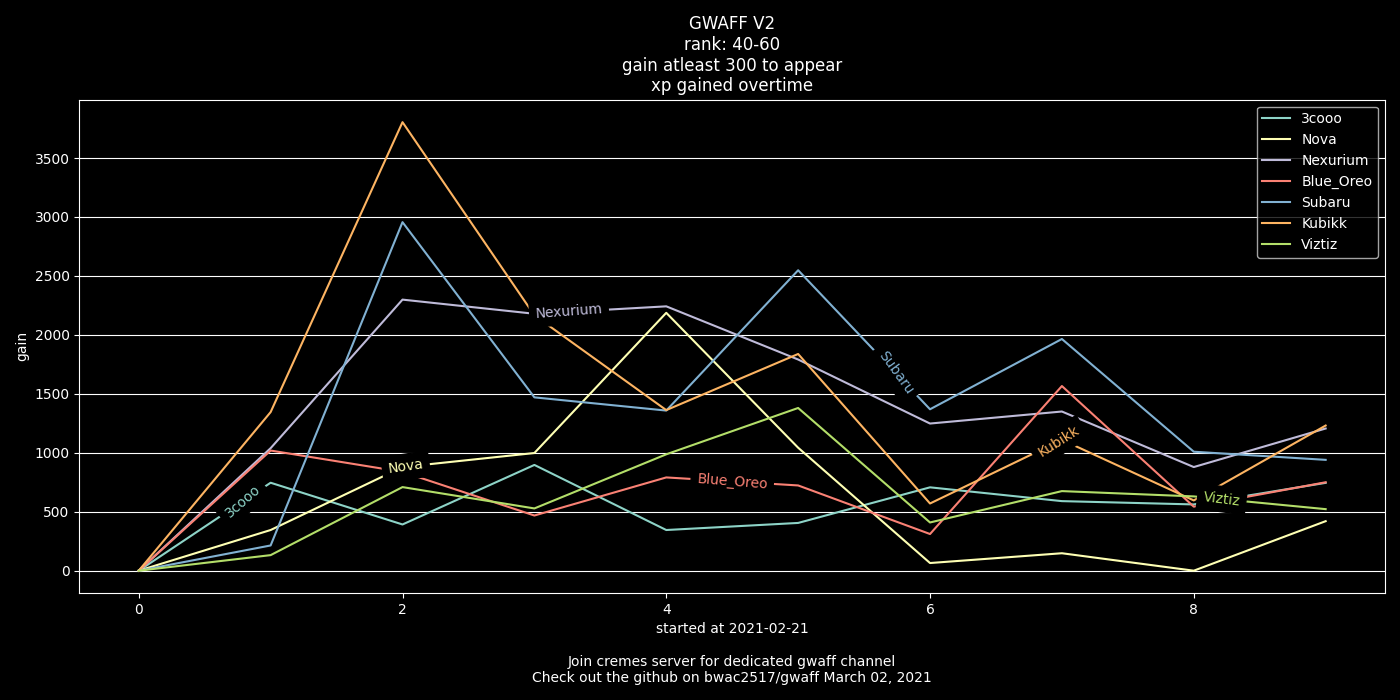 GWAFF V2
rank: 40-60
gain atleast 300 to appear
xp gained overtime
3cooo
Nova
Nexurium
Blue_Oreo
Subaru
Kubikk
Viztiz
3500
3000
2500
2000
1500
1000
500
0
gain
Nexurium
Subaru
Kubikk
Nova
Blue_Oreo
3cooo
Viztiz
0 2 4 6 8
started at 2021-02-21
Join cremes server for dedicated gwaff channel
Check out the github on bwac2517/gwaff March 02, 2021